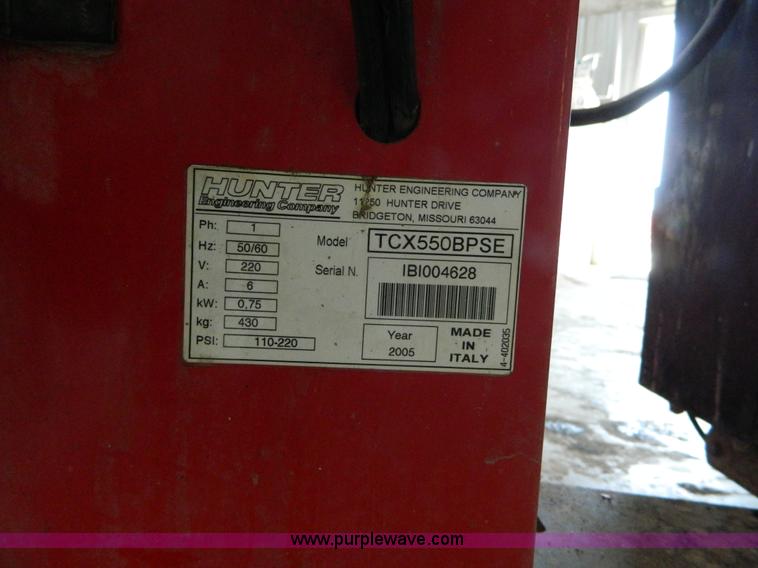 HUNTER
Engineering Company
HUNTER ENGINEERING COMPANY
11250 HUNTER DRIVE
BRIDGETON, MISSOURI 63044
Ph: 1
Hz: 50/60
V: 220
A: 6
kW: 0,75
kg: 430
PSI: 110-220
Model TCX550BPSE
Serial N. IBI004628
Year
2005
MADE
IN
ITALY
4-402035
www.purplewave.com